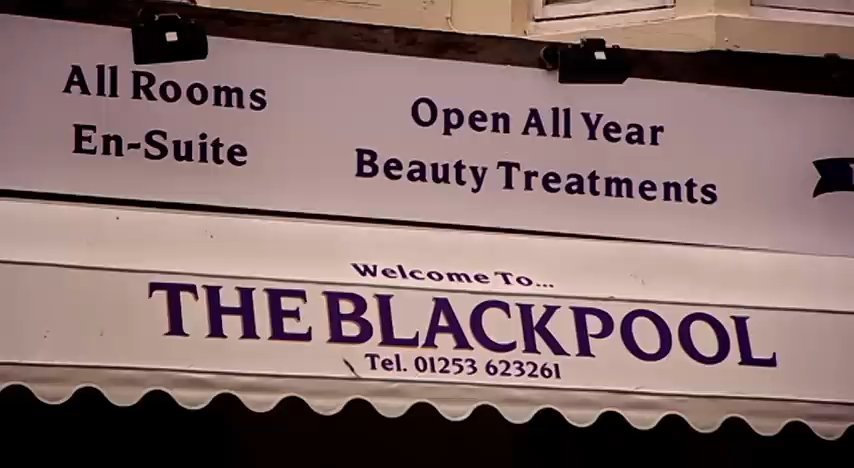 All Rooms
En-Suite
Open All Year
Beauty Treatments
Welcome To...
THE BLACKPOOL
Tel. 01253 623261